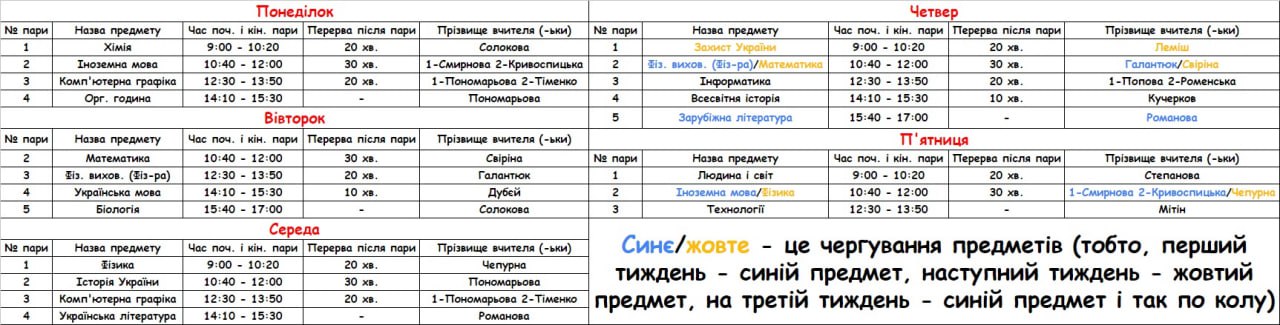 Понеділок
№ пари Назва предмету Час поч. і кін. пари Перерва після пари Прізвище вчителя (-ьки)
1 Хімія 9:00 - 10:20 20 хв. Солокова
2 Іноземна мова 10:40 - 12:00 30 хв. 1-Смирнова 2-Кривоспицька
3 Комп'ютерна графіка 12:30 - 13:50 20 хв. 1-Пономарьова 2-Тіменко
4 Орг. година 14:10 - 15:30 - Пономарьова
Вівторок
№ пари Назва предмету Час поч. і кін. пари Перерва після пари Прізвище вчителя (-ьки)
2 Математика 10:40 - 12:00 30 хв. Свіріна
3 Фіз. вихов. (Фіз-ра) 12:30 - 13:50 20 хв. Галантюк
4 Українська мова 14:10 - 15:30 10 хв. Дубєй
5 Біологія 15:40 - 17:00 - Солокова
Середа
№ пари Назва предмету Час поч. і кін. пари Перерва після пари Прізвище вчителя (-ьки)
1 Фізика 9:00 - 10:20 20 хв. Чепурна
2 Історія України 10:40 - 12:00 30 хв. Пономарьова
3 Комп'ютерна графіка 12:30 - 13:50 20 хв. 1-Пономарьова 2-Тіменко
4 Українська література 14:10 - 15:30 - Романова
Четвер
№ пари Назва предмету Час поч. і кін. пари Перерва після пари Прізвище вчителя (-ьки)
1 Захист України 9:00 - 10:20 20 хв. Леміш
2 Фіз. вихов. (Фіз-ра)/Математика 10:40 - 12:00 30 хв. Галантюк/Свіріна
3 Інформатика 12:30 - 13:50 20 хв. 1-Попова 2-Роменська
4 Всесвітня історія 14:10 - 15:30 10 хв. Кучерков
5 Зарубіжна література 15:40 - 17:00 - Романова
П'ятниця
№ пари Назва предмету Час поч. і кін. пари Перерва після пари Прізвище вчителя (-ьки)
1 Людина і світ 9:00 - 10:20 20 хв. Степанова
2 Іноземна мова/Фізика 10:40 - 12:00 30 хв. 1-Смирнова 2-Кривоспицька/Чепурна
3 Технології 12:30 - 13:50 - Мітін
Синє/жовте - це чергування предметів (тобто, перший
тиждень - синій предмет, наступний тиждень - жовтий
предмет, на третій тиждень - синій предмет і так по колу)